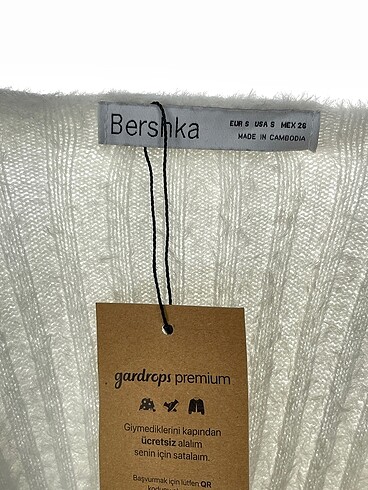 Bershka
EUR S USA S MEX 26
MADE IN CAMBODIA
gardrops premium
Giymediklerini kapından
ücretsiz alalım
senin için satalaım.
Başvurmak için lütfen QR